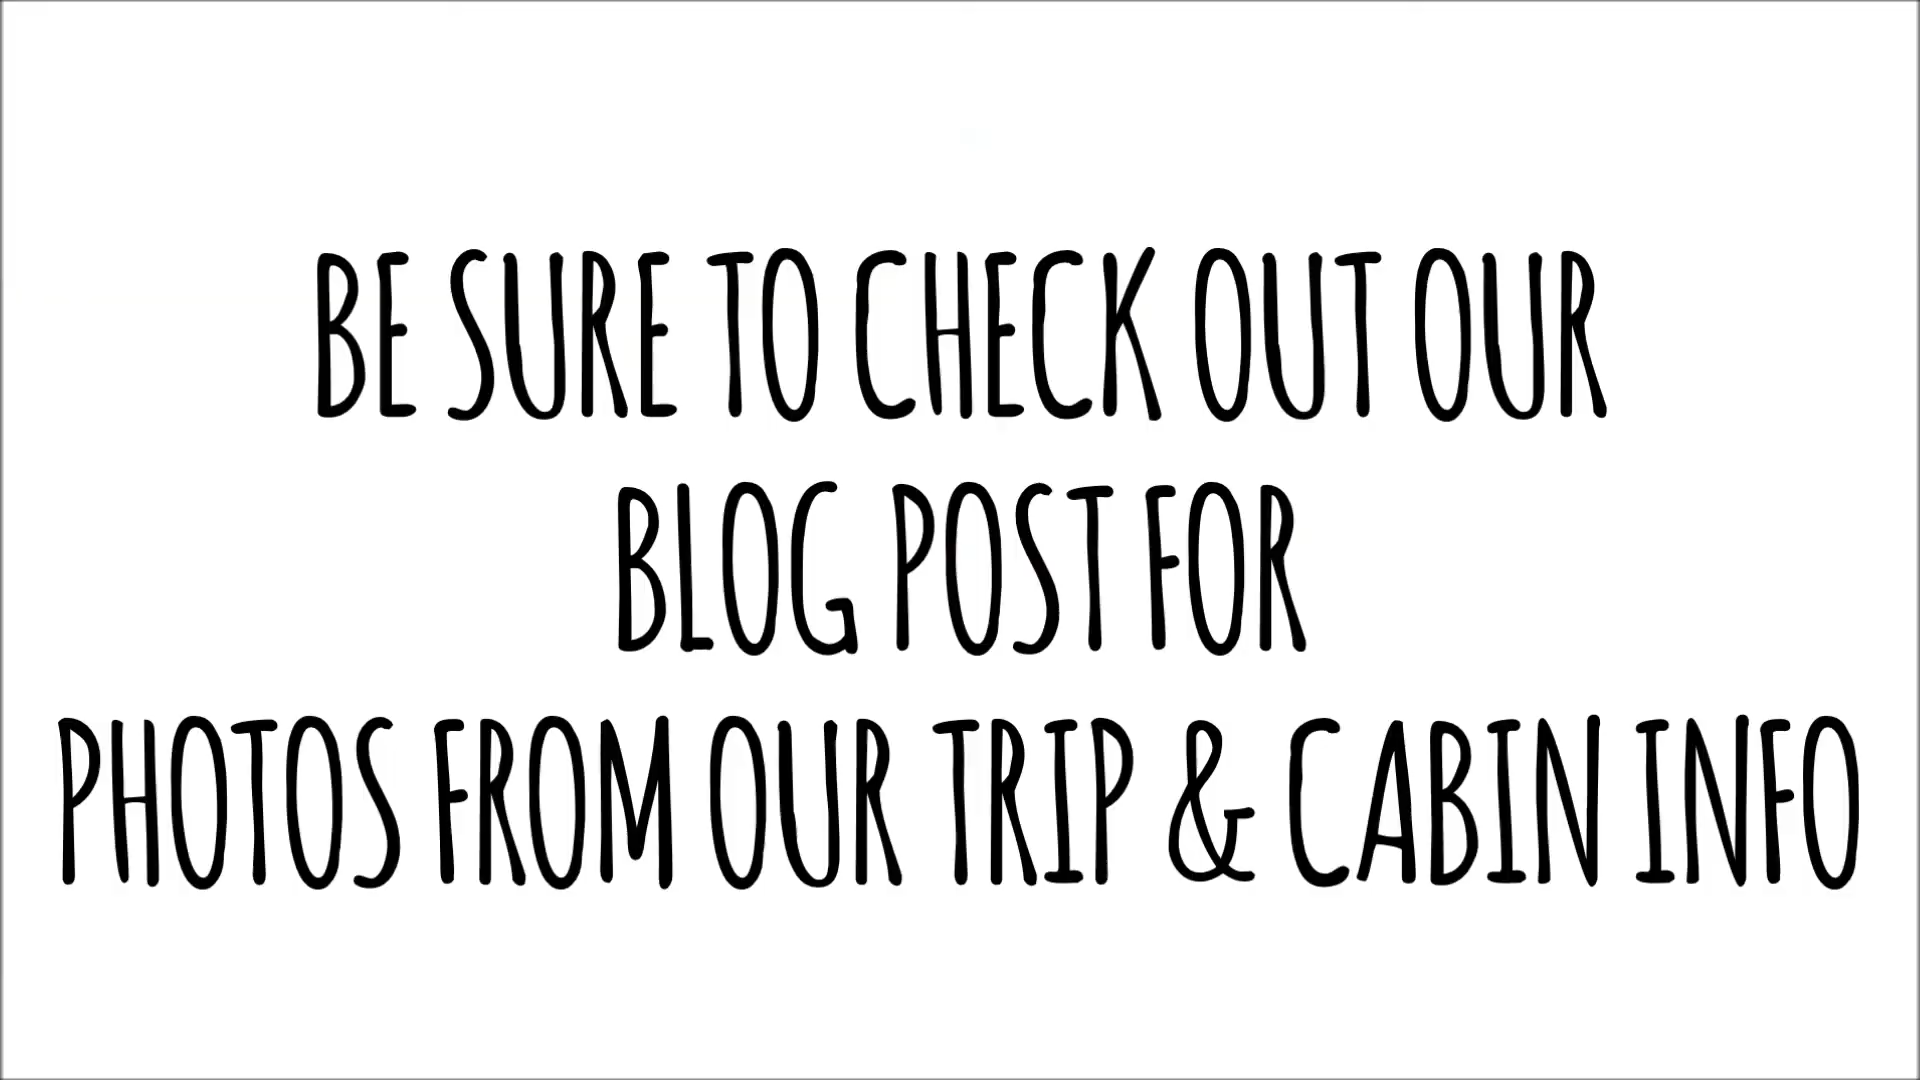 BE SURE TO CHECK OUT OUR
BLOG POST FOR
PHOTOS FROM OUR TRIP & CABIN INFO